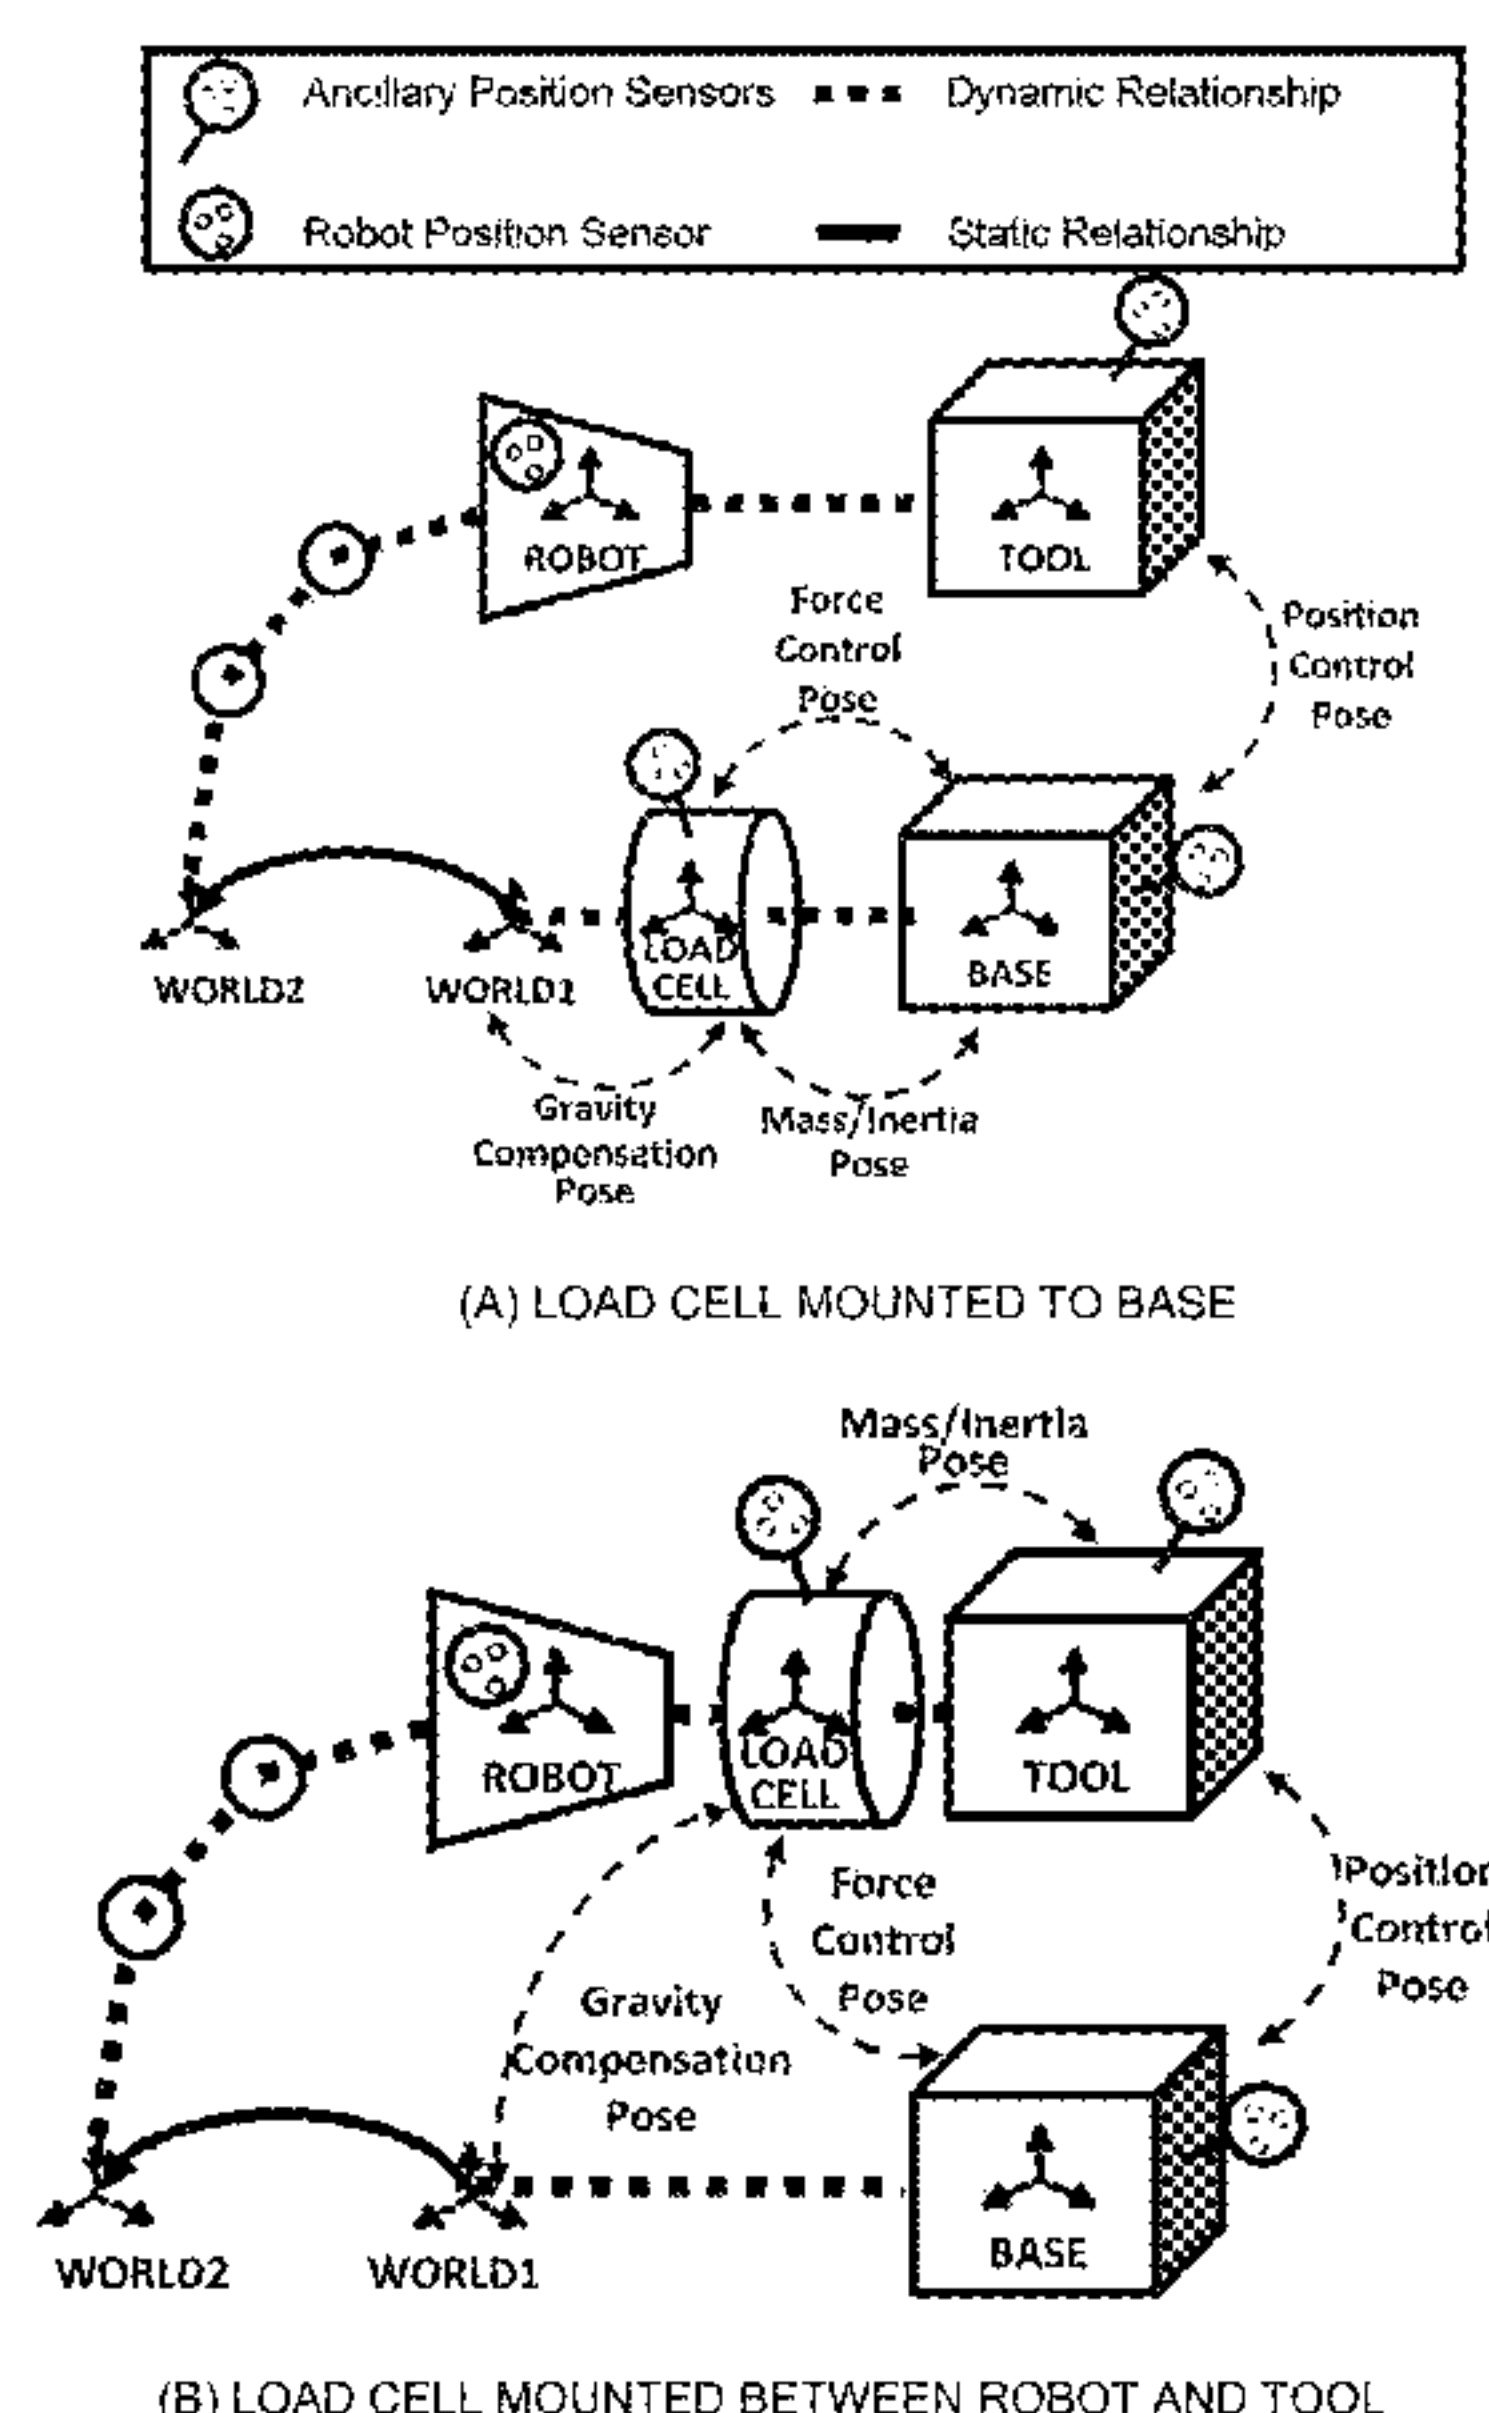 Ancillary Position Sensors
Dynamic Relationship
Robot Position Sensor
Static Relationship
ROBOT
TOOL
Force
Control
Pose
Position
Control
Pose
LOAD
CELL
BASE
WORLD2
WORLD1
Gravity
Compensation
Pose
Mass/Inertia
Pose
(A) LOAD CELL MOUNTED TO BASE
Mass/Inertia
Pose
ROBOT
LOAD
CELL
TOOL
Force
Control
Pose
Position
Control
Pose
Gravity
Compensation
Pose
BASE
WORLD2
WORLD1
(B) LOAD CELL MOUNTED BETWEEN ROBOT AND TOOL